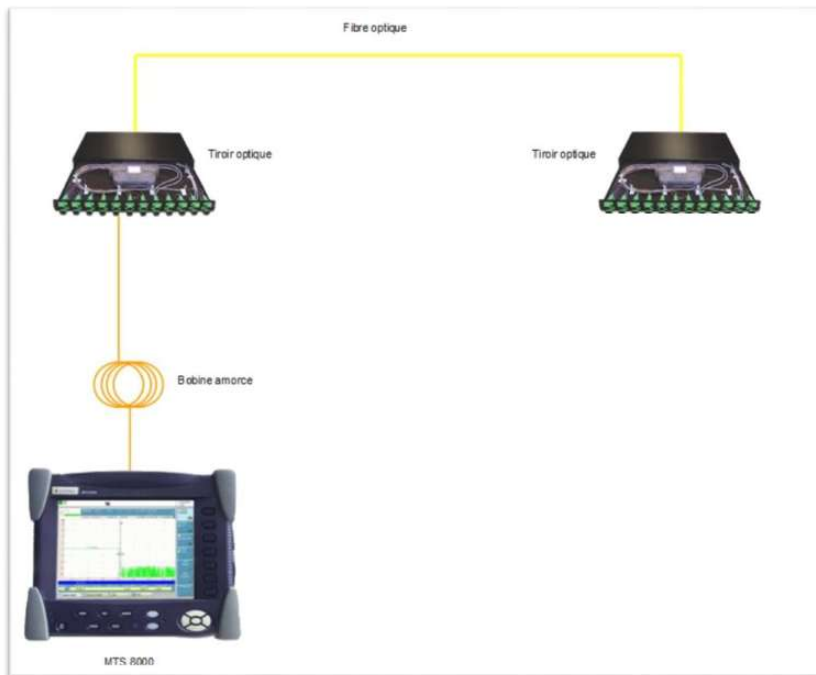 Fibre optique
Tiroir optique
Tiroir optique
Bobine amorce
MTS 8000